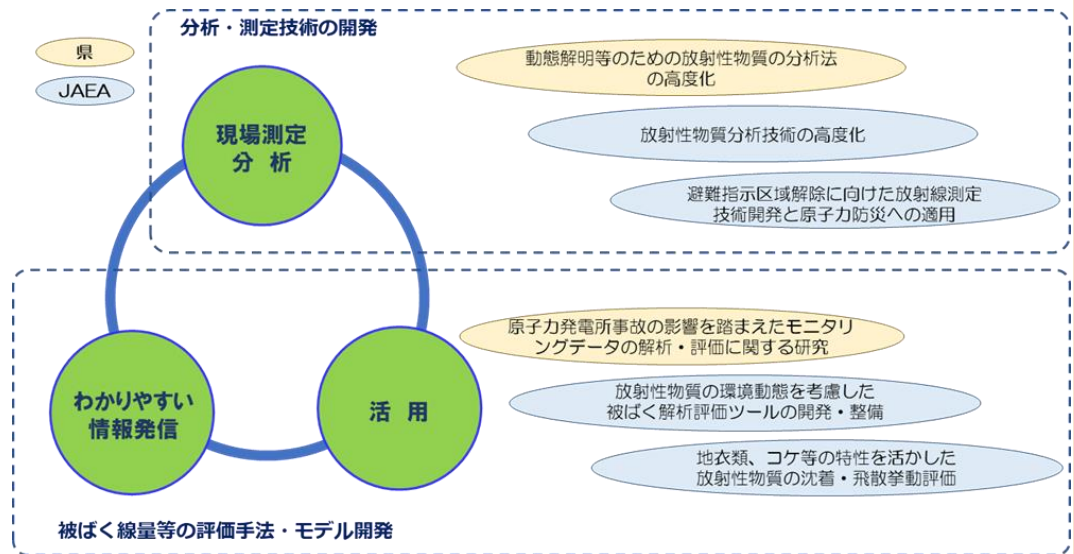 分析・測定技術の開発
県
JAEA
現場測定
分 析
動態解明等のための放射性物質の分析法
の高度化
放射性物質分析技術の高度化
避難指示区域解除に向けた放射線測定
技術開発と原子力防災への適用
わかりやすい
情報発信
活 用
原子力発電所事故の影響を踏まえたモニタリ
ングデータの解析・評価に関する研究
放射性物質の環境動態を考慮した
被ばく解析評価ツールの開発・整備
地衣類、コケ等の特性を活かした
放射性物質の沈着・飛散挙動評価
被ばく線量等の評価手法・モデル開発